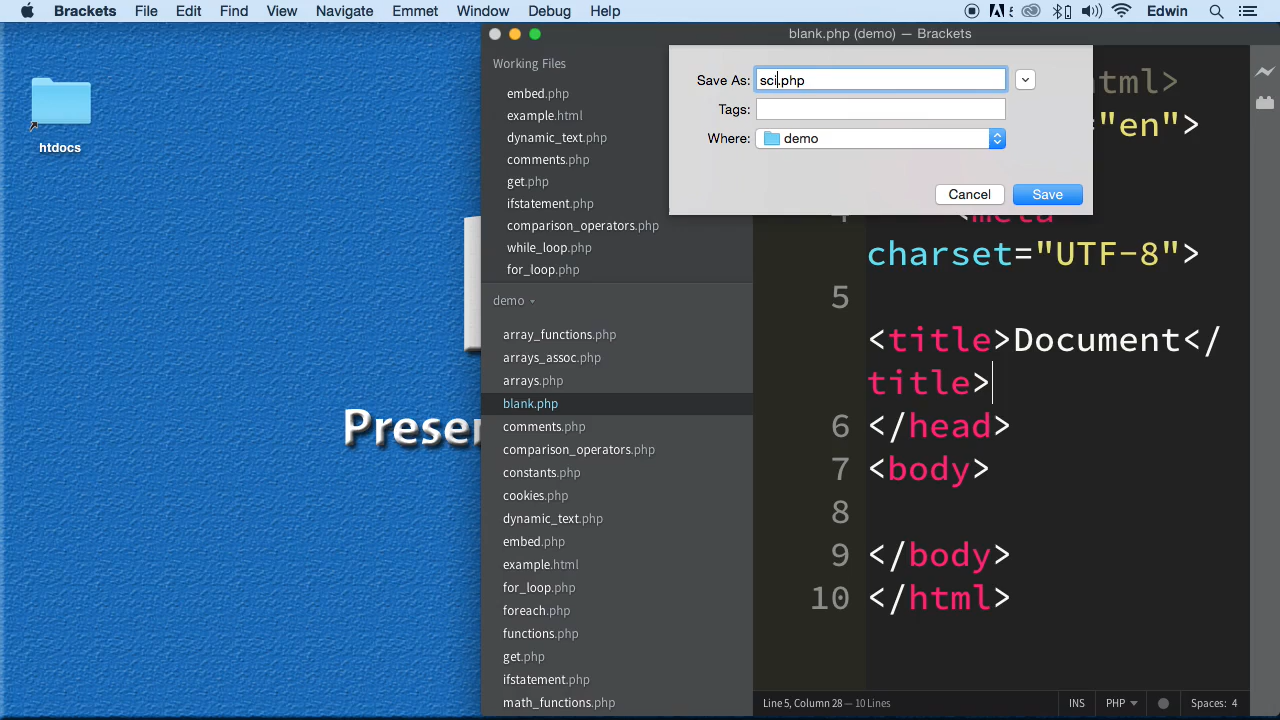 Brackets File Edit Find View Navigate Emmet Window Debug Help 5 Edwin
blank.php (demo) — Brackets
htdocs
Presen
Working Files
embed.php
example.html
dynamic_text.php
comments.php
get.php
ifstatement.php
comparison_operators.php
while_loop.php
for_loop.php
demo
array_functions.php
arrays_assoc.php
arrays.php
blank.php
comments.php
comparison_operators.php
constants.php
cookies.php
dynamic_text.php
embed.php
example.html
for_loop.php
foreach.php
functions.php
get.php
ifstatement.php
math_functions.php
Save As: sci.php
Tags:
Where: demo
Cancel Save
html>
="en">
<meta
charset="UTF-8">
5
<title>Document</
title>
6 </head>
7 <body>
8
9 </body>
10 </html>
Line 5, Column 28 — 10 Lines INS PHP Spaces: 4